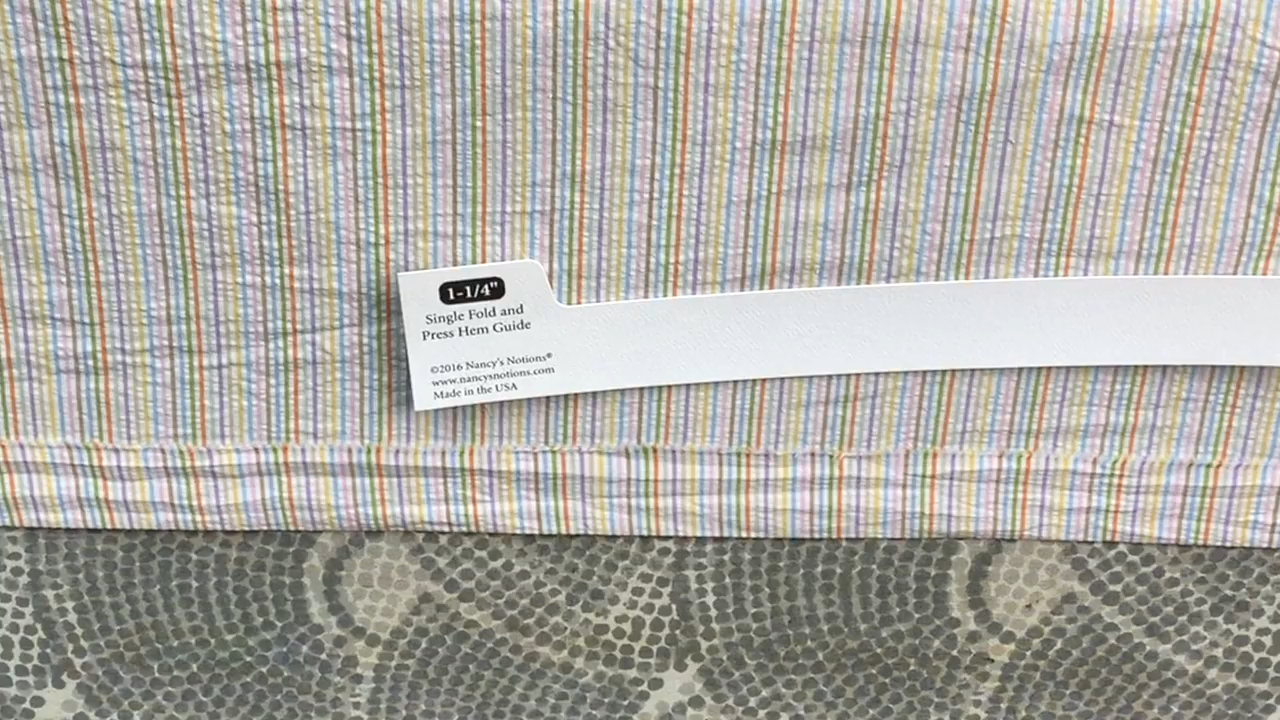 1-1/4"
Single Fold and
Press Hem Guide
©2016 Nancy's Notions®
www.nancysnotions.com
Made in the USA